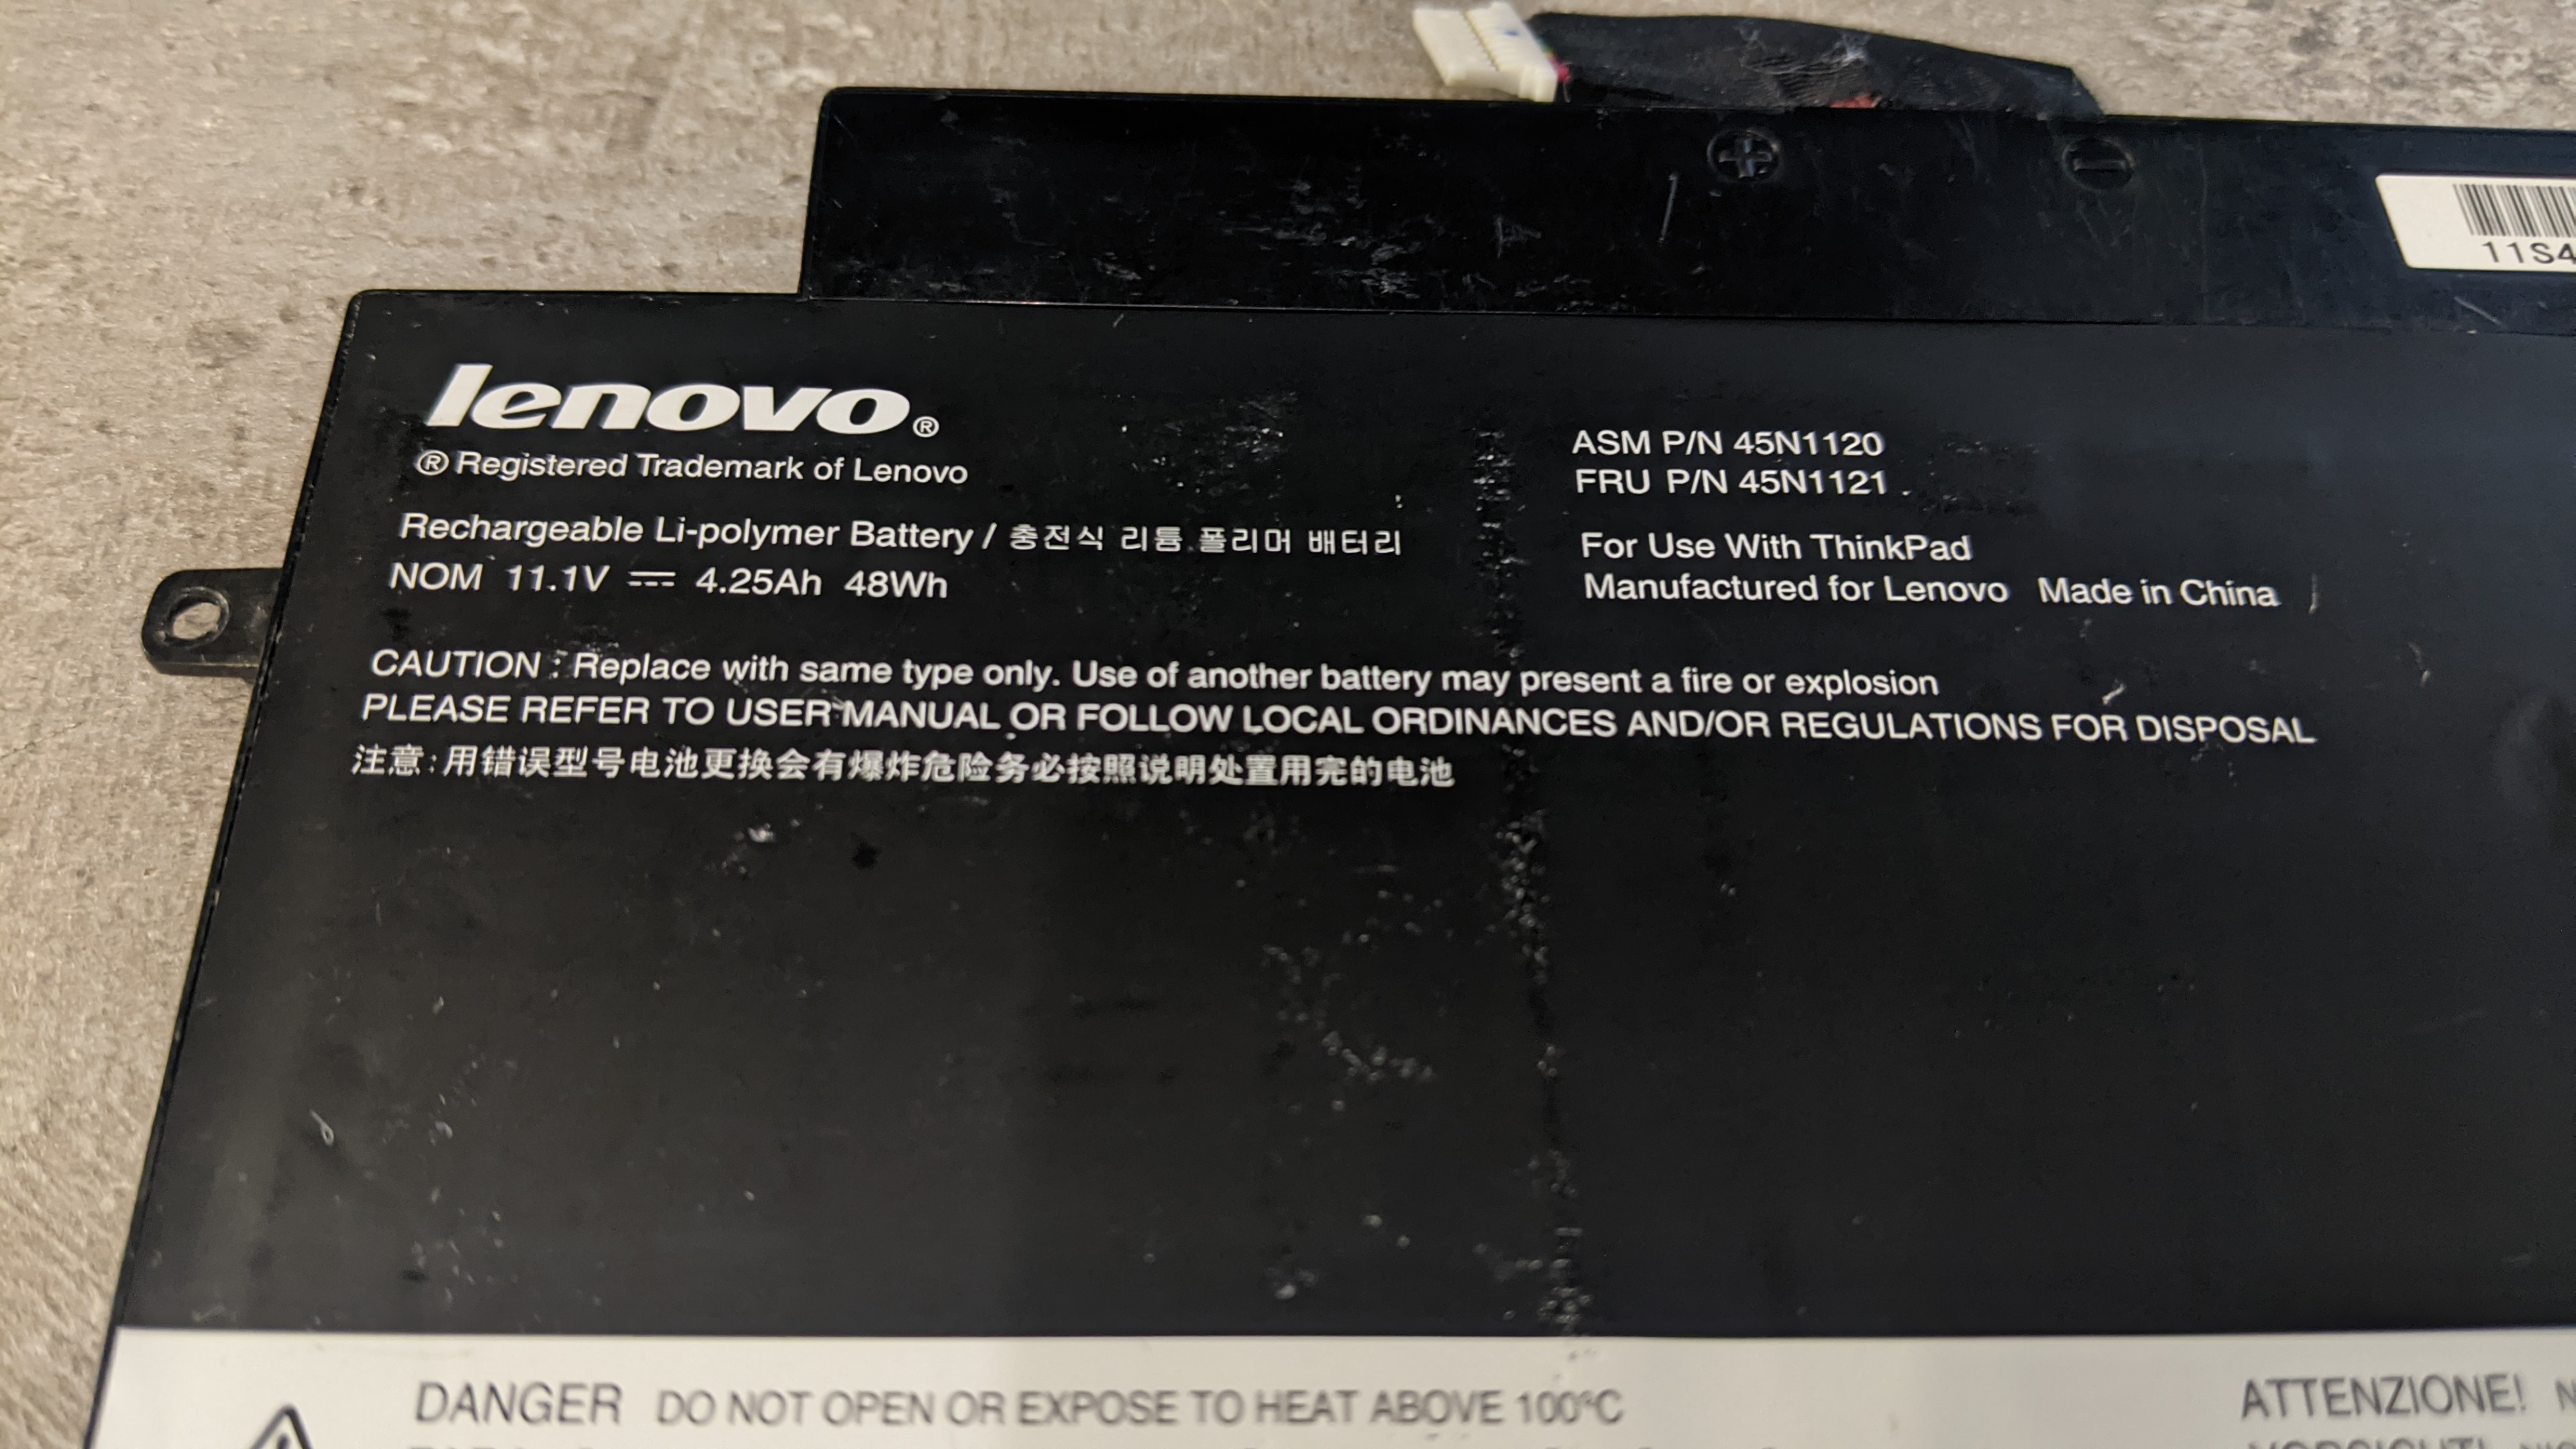 11S4
lenovo®
® Registered Trademark of Lenovo
Rechargeable Li-polymer Battery / 충전식 리튬 폴리머 배터리
NOM 11.1V ⎓ 4.25Ah 48Wh
ASM P/N 45N1120
FRU P/N 45N1121
For Use With ThinkPad
Manufactured for Lenovo Made in China
CAUTION : Replace with same type only. Use of another battery may present a fire or explosion
PLEASE REFER TO USER MANUAL OR FOLLOW LOCAL ORDINANCES AND/OR REGULATIONS FOR DISPOSAL
注意:用错误型号电池更换会有爆炸危险务必按照说明处置用完的电池
DANGER DO NOT OPEN OR EXPOSE TO HEAT ABOVE 100°C
ATTENZIONE!